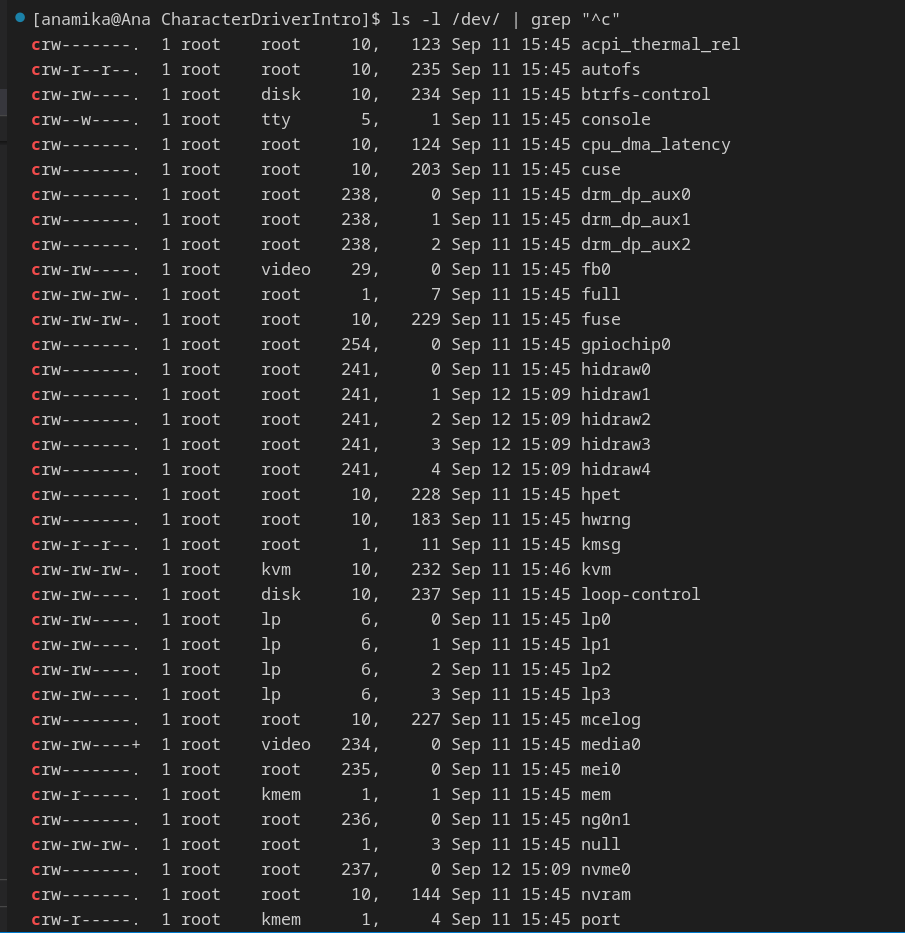 [anamika@Ana CharacterDriverIntro]$ ls -l /dev/ | grep "^c"
crw-------.  1 root    root     10,   123 Sep 11 15:45 acpi_thermal_rel
crw-r--r--.  1 root    root     10,   235 Sep 11 15:45 autofs
crw-rw----.  1 root    disk     10,   234 Sep 11 15:45 btrfs-control
crw--w----.  1 root    tty       5,     1 Sep 11 15:45 console
crw-------.  1 root    root     10,   124 Sep 11 15:45 cpu_dma_latency
crw-------.  1 root    root     10,   203 Sep 11 15:45 cuse
crw-------.  1 root    root    238,     0 Sep 11 15:45 drm_dp_aux0
crw-------.  1 root    root    238,     1 Sep 11 15:45 drm_dp_aux1
crw-------.  1 root    root    238,     2 Sep 11 15:45 drm_dp_aux2
crw-rw----.  1 root    video    29,     0 Sep 11 15:45 fb0
crw-rw-rw-.  1 root    root      1,     7 Sep 11 15:45 full
crw-rw-rw-.  1 root    root     10,   229 Sep 11 15:45 fuse
crw-------.  1 root    root    254,     0 Sep 11 15:45 gpiochip0
crw-------.  1 root    root    241,     0 Sep 11 15:45 hidraw0
crw-------.  1 root    root    241,     1 Sep 12 15:09 hidraw1
crw-------.  1 root    root    241,     2 Sep 12 15:09 hidraw2
crw-------.  1 root    root    241,     3 Sep 12 15:09 hidraw3
crw-------.  1 root    root    241,     4 Sep 12 15:09 hidraw4
crw-------.  1 root    root     10,   228 Sep 11 15:45 hpet
crw-------.  1 root    root     10,   183 Sep 11 15:45 hwrng
crw-r--r--.  1 root    root      1,    11 Sep 11 15:45 kmsg
crw-rw-rw-.  1 root    kvm      10,   232 Sep 11 15:46 kvm
crw-rw----.  1 root    disk     10,   237 Sep 11 15:45 loop-control
crw-rw----.  1 root    lp        6,     0 Sep 11 15:45 lp0
crw-rw----.  1 root    lp        6,     1 Sep 11 15:45 lp1
crw-rw----.  1 root    lp        6,     2 Sep 11 15:45 lp2
crw-rw----.  1 root    lp        6,     3 Sep 11 15:45 lp3
crw-------.  1 root    root     10,   227 Sep 11 15:45 mcelog
crw-rw----+  1 root    video   234,     0 Sep 11 15:45 media0
crw-------.  1 root    root    235,     0 Sep 11 15:45 mei0
crw-r-----.  1 root    kmem      1,     1 Sep 11 15:45 mem
crw-------.  1 root    root    236,     0 Sep 11 15:45 ng0n1
crw-rw-rw-.  1 root    root      1,     3 Sep 11 15:45 null
crw-------.  1 root    root    237,     0 Sep 12 15:09 nvme0
crw-------.  1 root    root     10,   144 Sep 11 15:45 nvram
crw-r-----.  1 root    kmem      1,     4 Sep 11 15:45 port